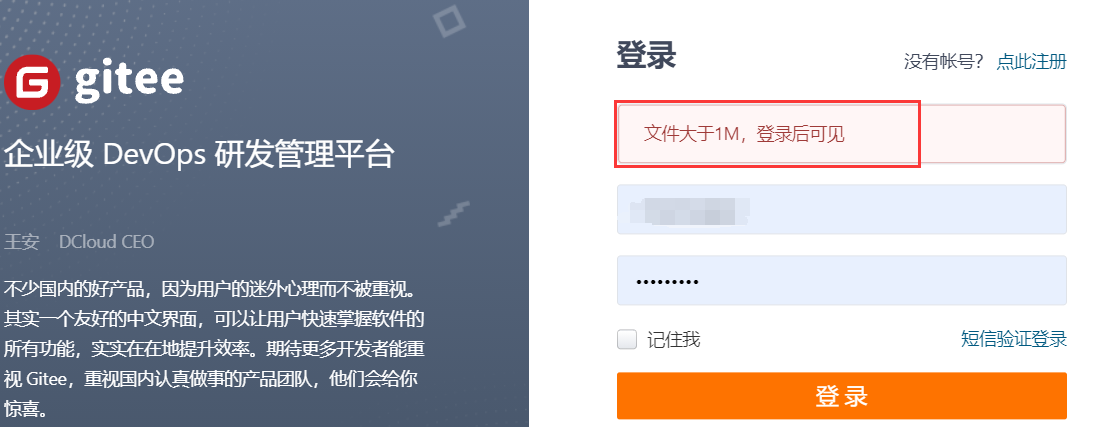 gitee
企业级 DevOps 研发管理平台
王安 DCloud CEO
不少国内的好产品，因为用户的迷外心理而不被重视。
其实一个友好的中文界面，可以让用户快速掌握软件的
所有功能，实实在在地提升效率。期待更多开发者能重
视 Gitee，重视国内认真做事的产品团队，他们会给你
惊喜。
登录
没有帐号？ 点此注册
文件大于1M，登录后可见
记住我
短信验证登录
登录